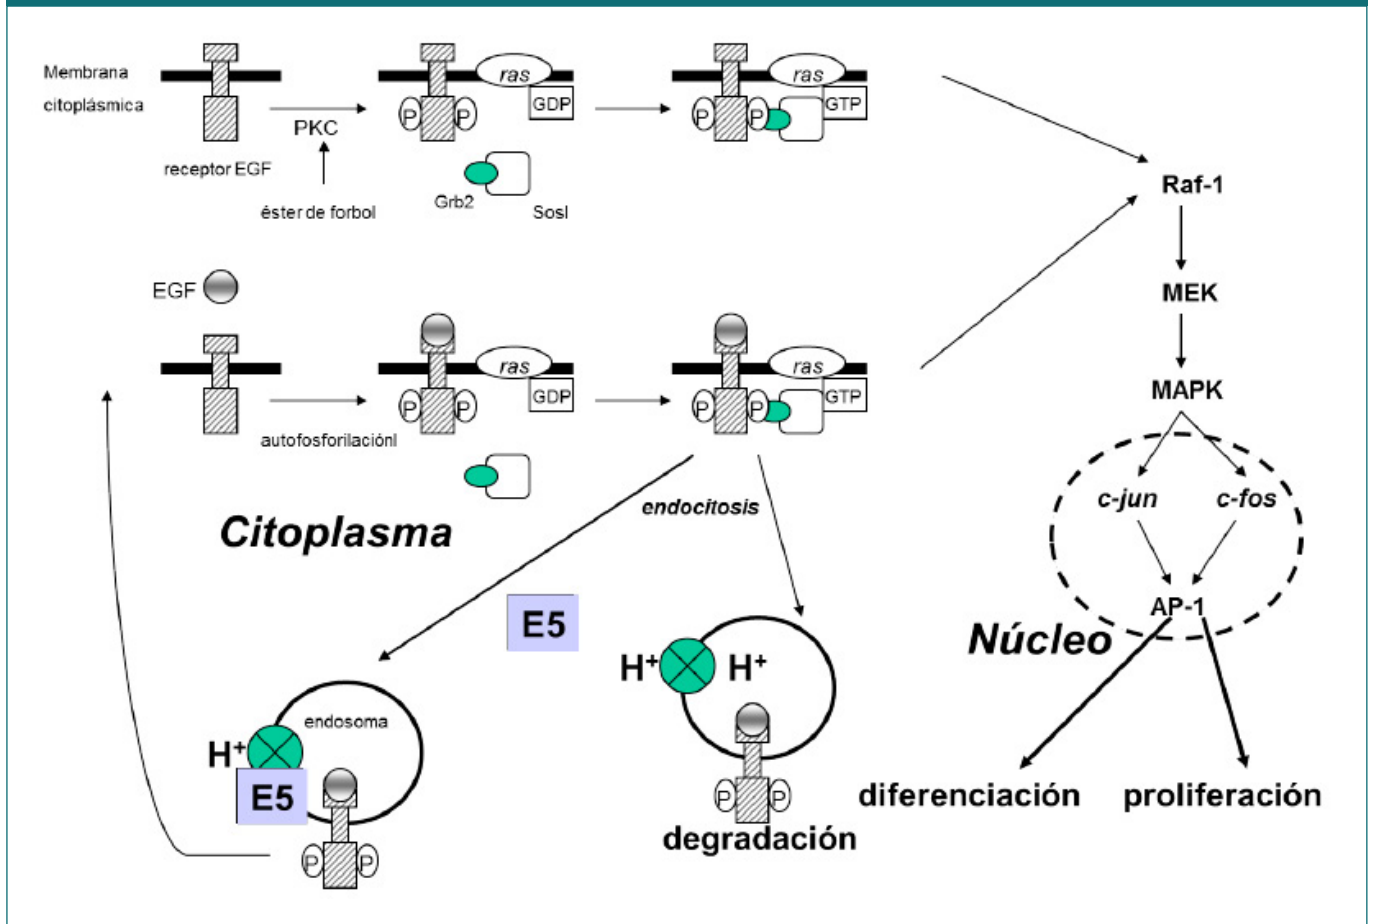 Membrana
citoplásmica
ras
ras
P
P
GDP
P
P
GTP
PKC
receptor EGF
Grb2
SosI
éster de forbol
Raf-1
EGF
MEK
ras
ras
P
P
GDP
P
P
GTP
MAPK
autofosforilaciónl
c-jun
c-fos
endocitosis
Citoplasma
AP-1
E5
Núcleo
H+
H+
endosoma
H+
E5
P
P
diferenciación
proliferación
degradación
P
P